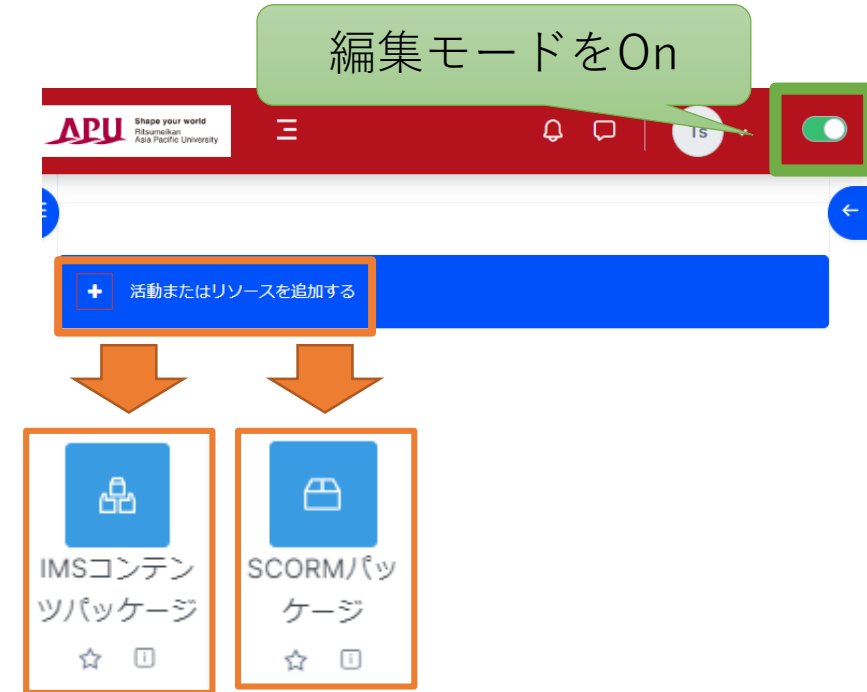 編集モードをOn
APU
Shape your world
Ritsumeikan
Asia Pacific University
Ts
活動またはリソースを追加する
IMSコンテン
ツパッケージ
SCORMパッ
ケージ